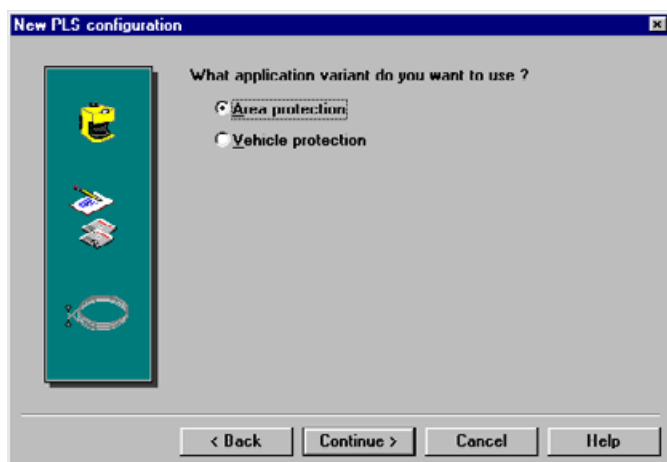 New PLS configuration
What application variant do you want to use ?
Area protection
Vehicle protection
< Back
Continue >
Cancel
Help